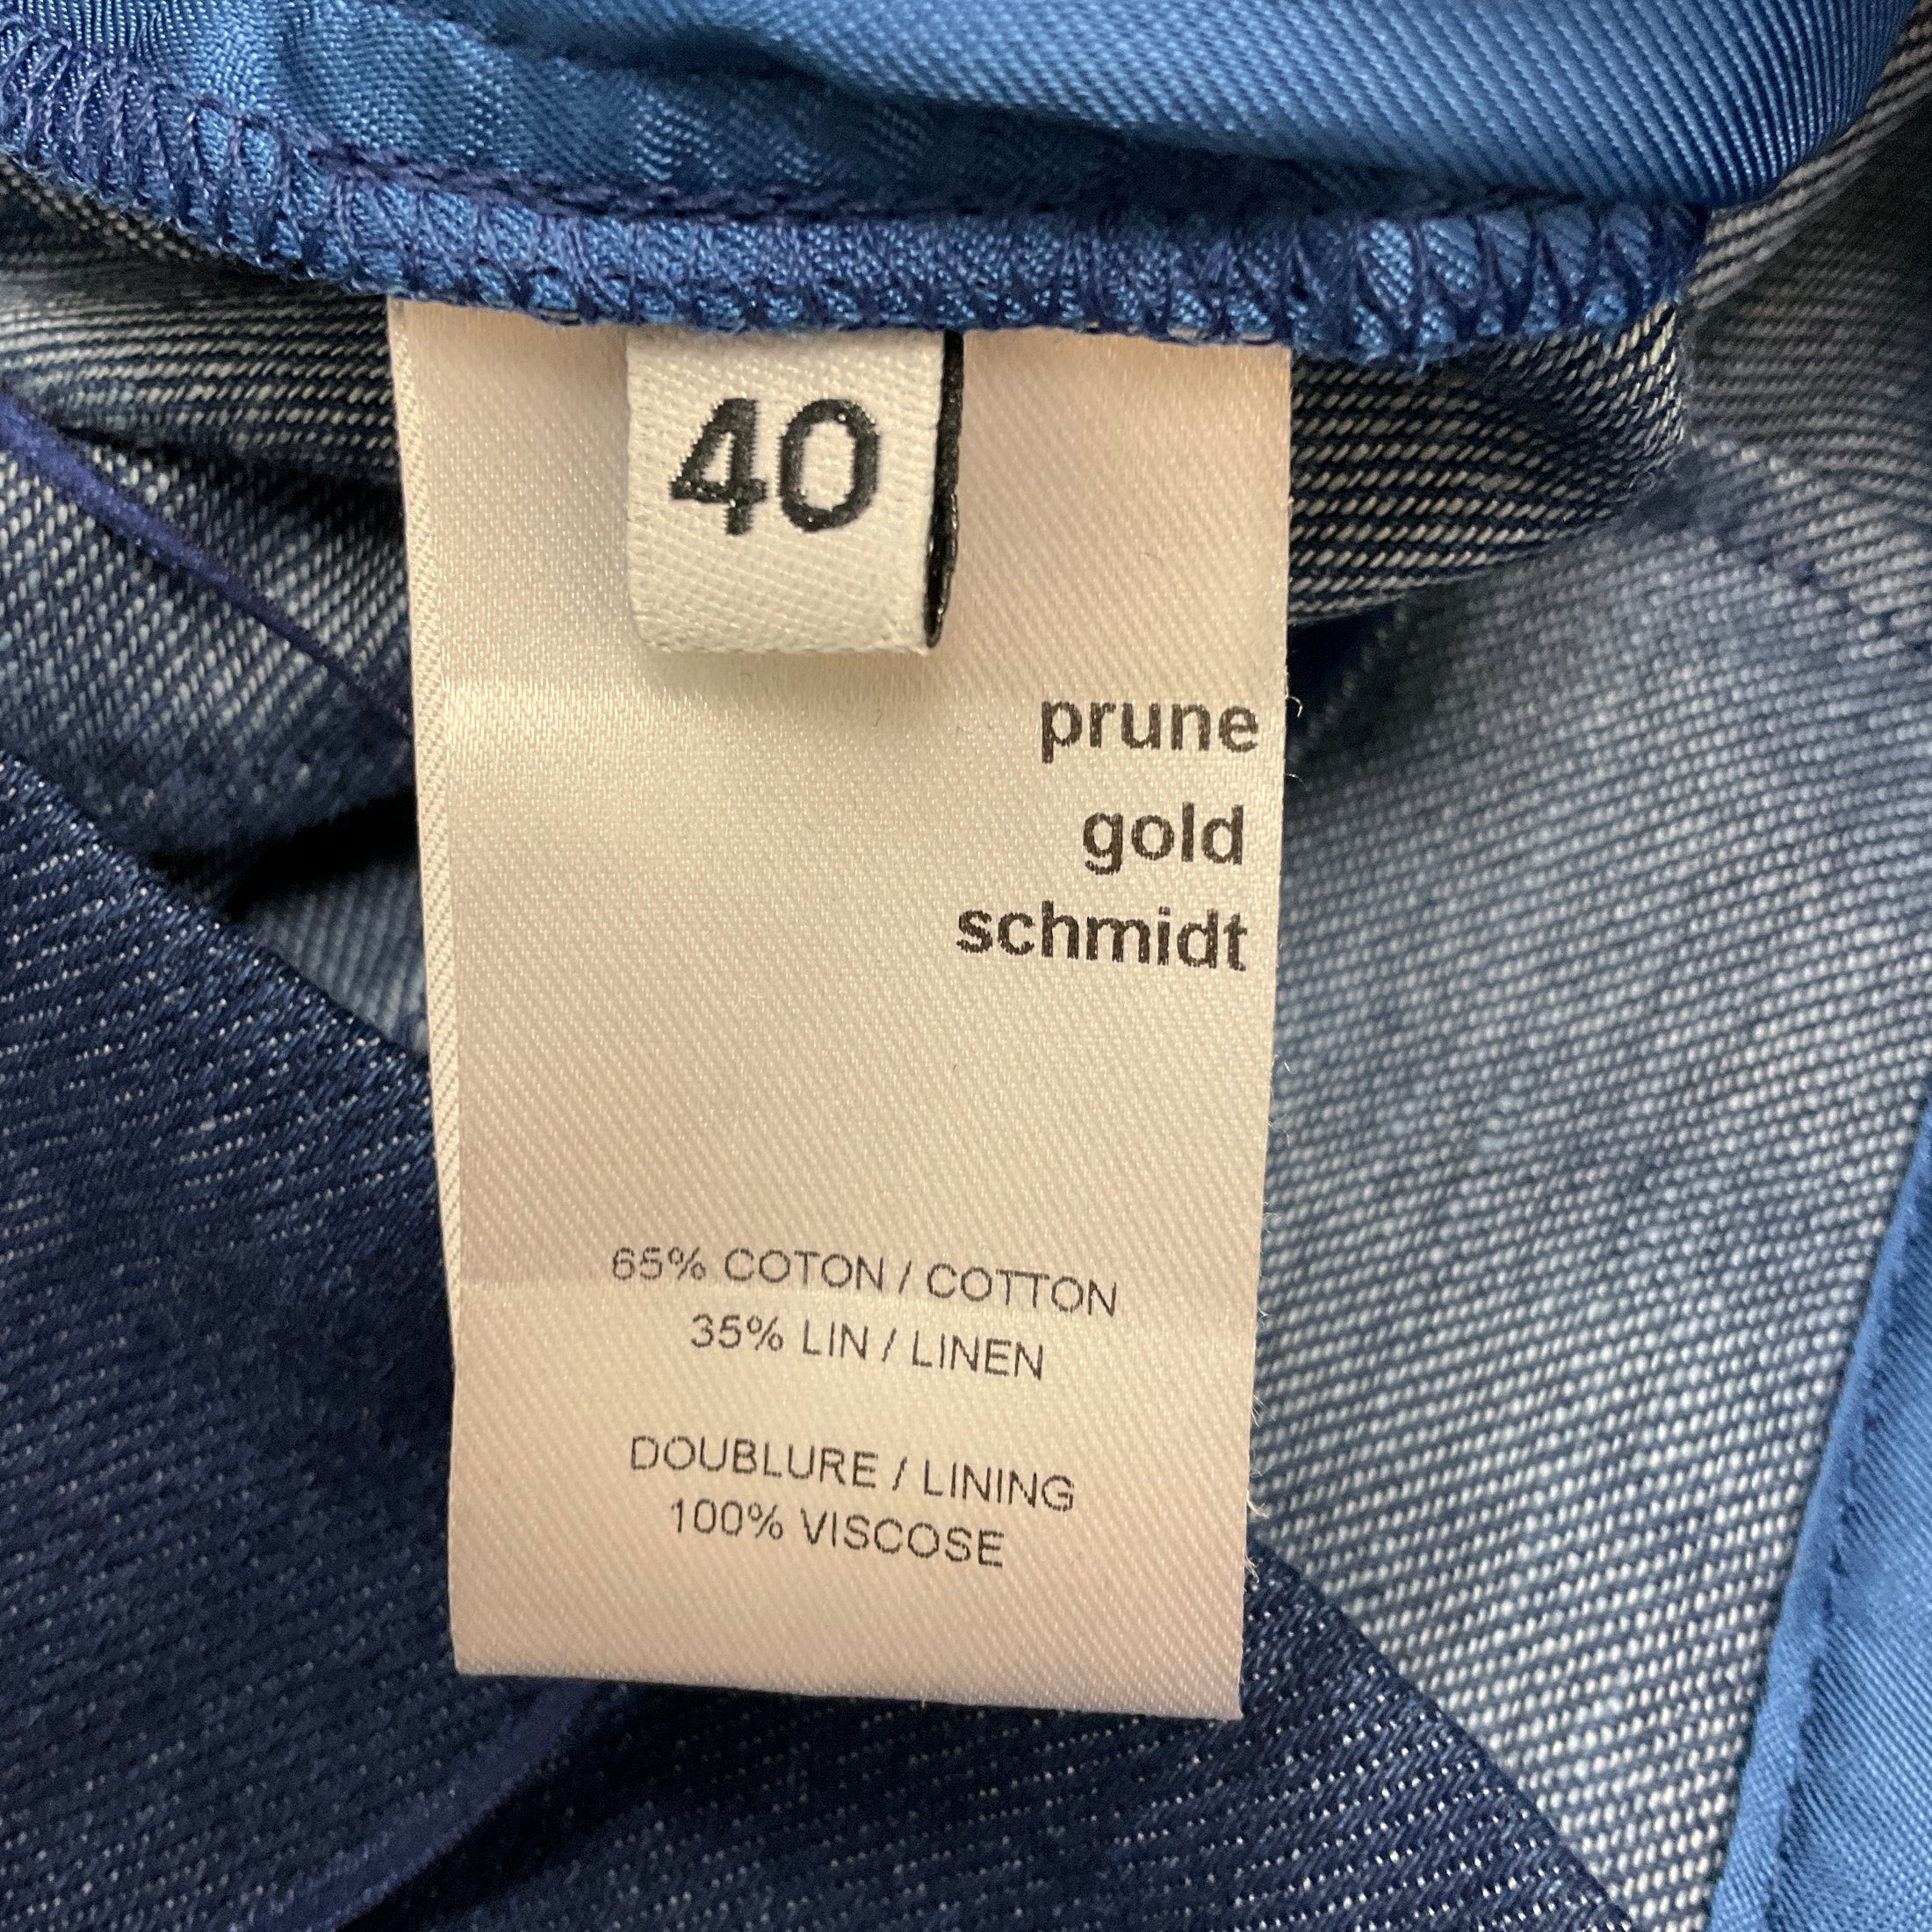 40
prune
gold
schmidt
65% COTON / COTTON
35% LIN / LINEN
DOUBLURE / LINING
100% VISCOSE